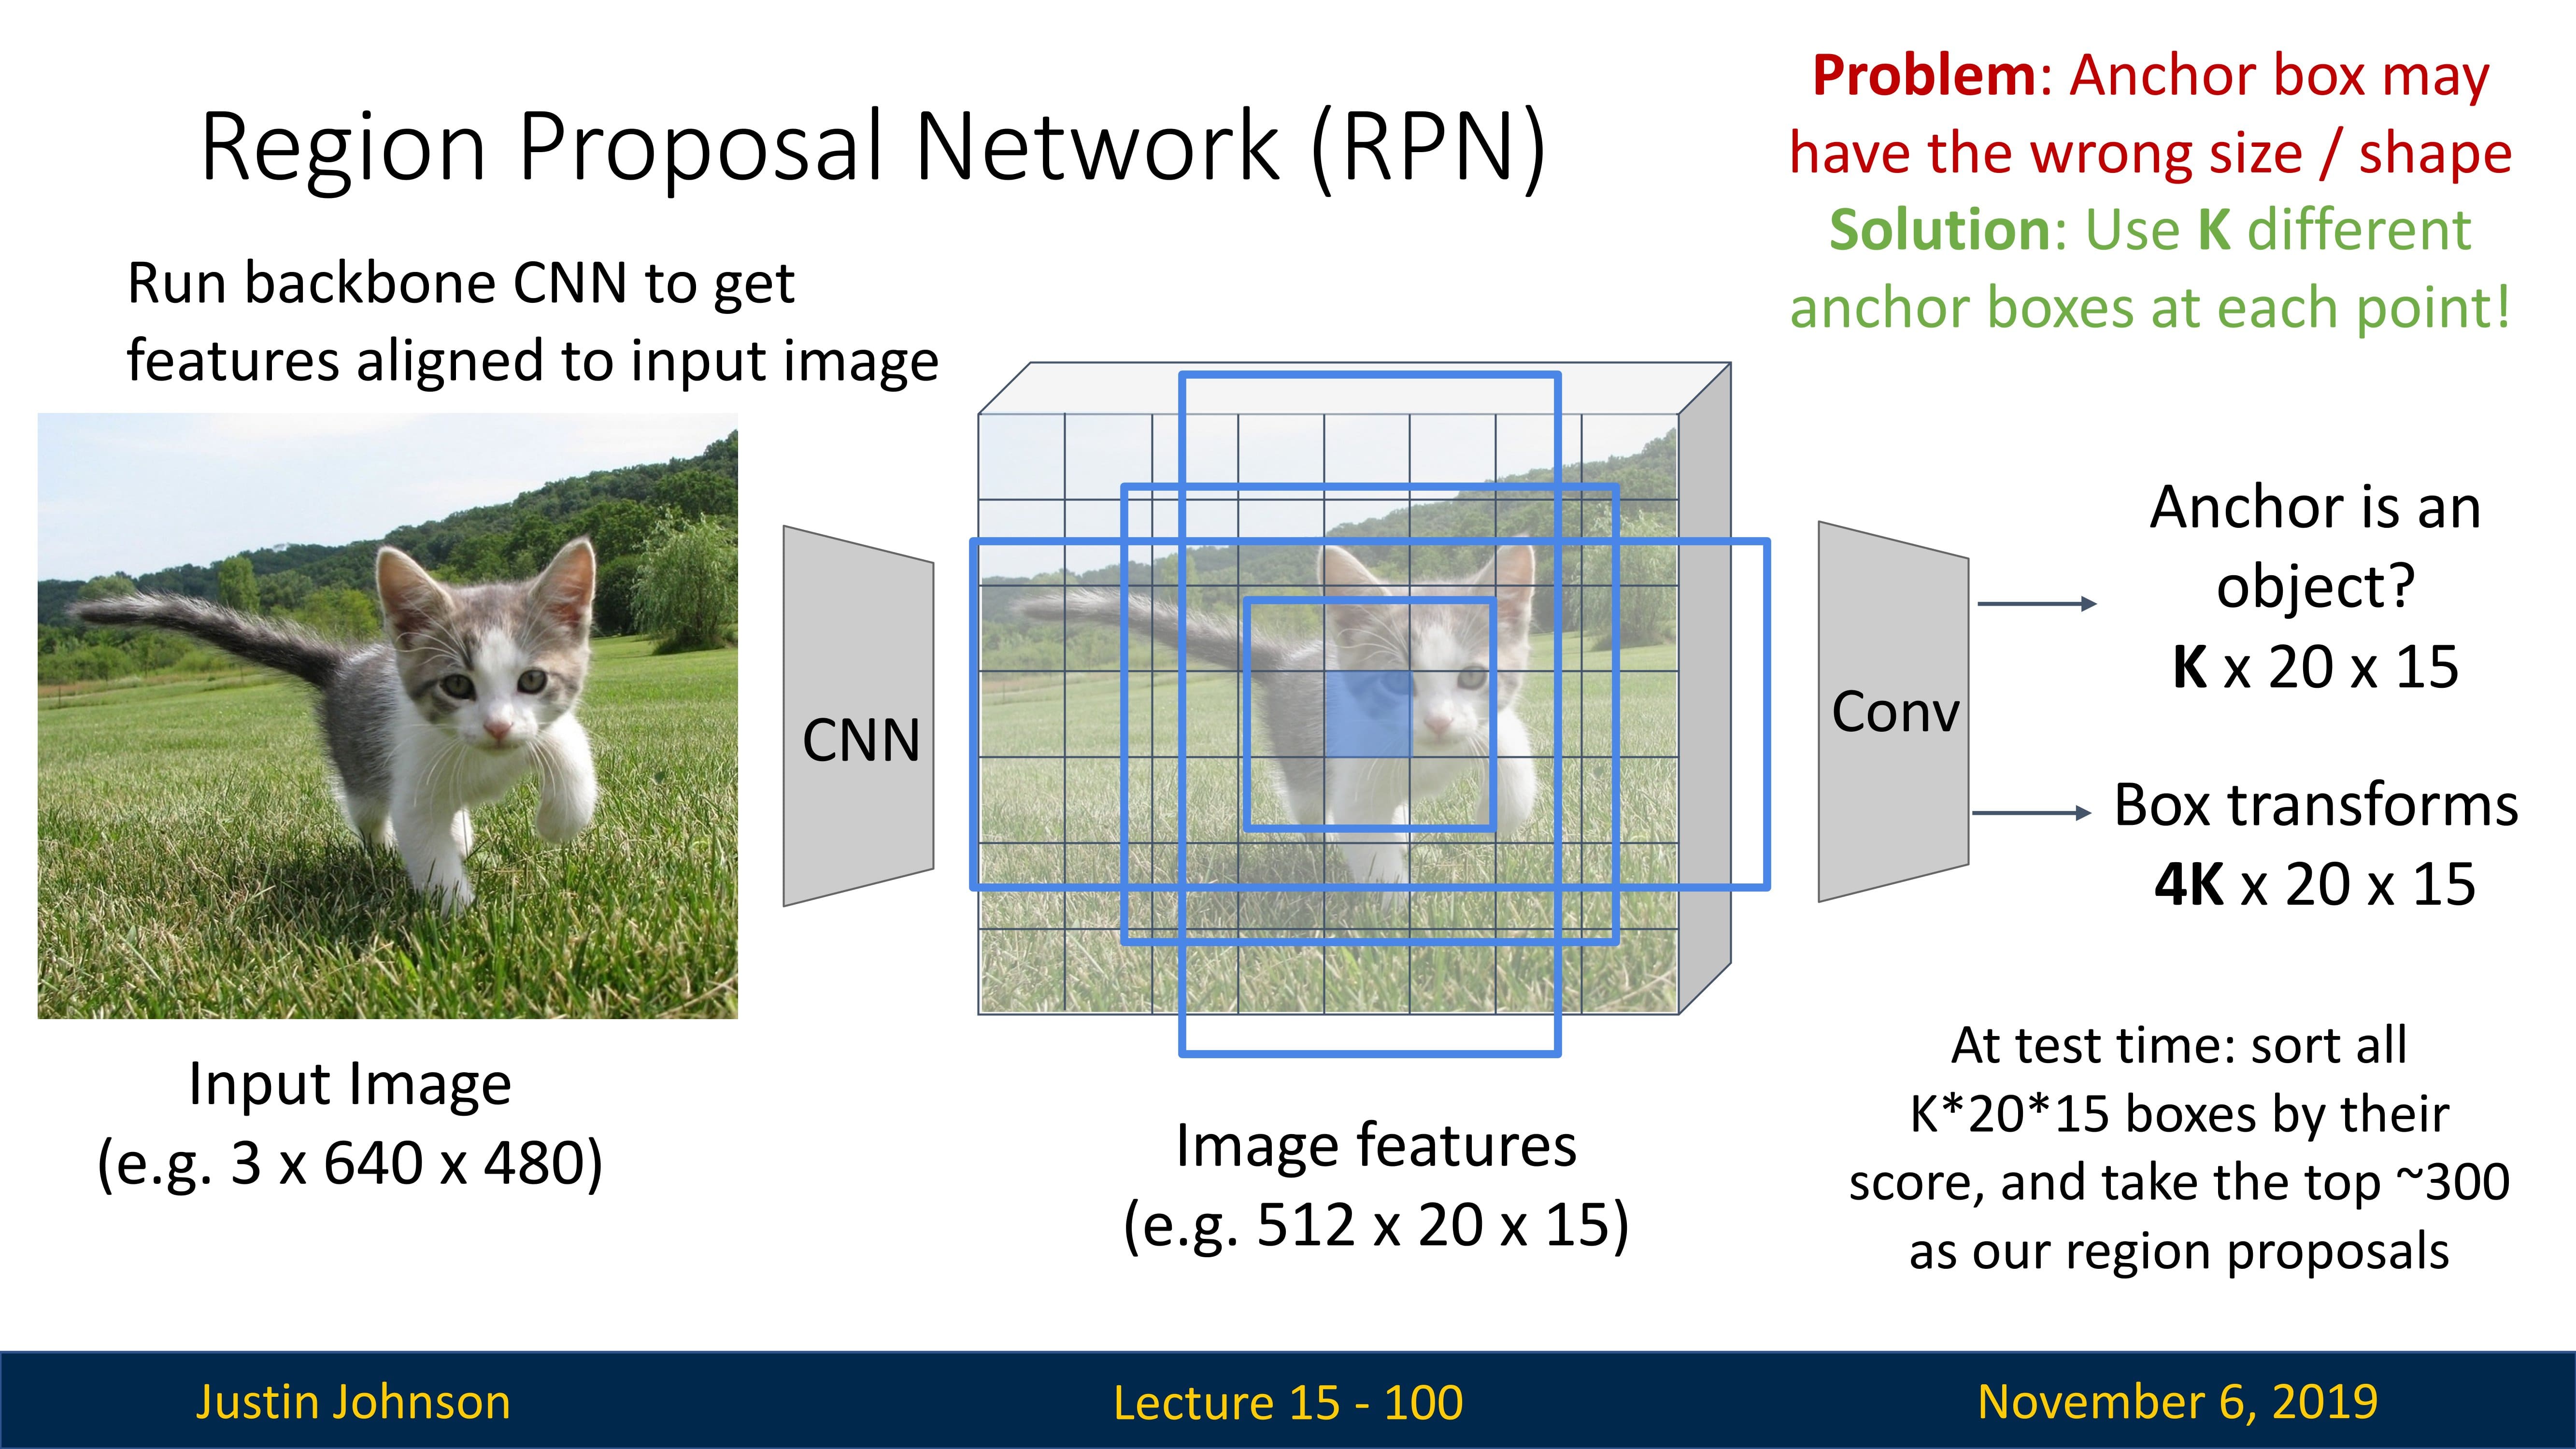 Region Proposal Network (RPN)
Problem: Anchor box may
have the wrong size / shape
Solution: Use K different
anchor boxes at each point!
Run backbone CNN to get
features aligned to input image
CNN
Conv
Anchor is an
object?
K x 20 x 15
Box transforms
4K x 20 x 15
Input Image
(e.g. 3 x 640 x 480)
Image features
(e.g. 512 x 20 x 15)
At test time: sort all
K*20*15 boxes by their
score, and take the top ~300
as our region proposals
Justin Johnson
Lecture 15 - 100
November 6, 2019